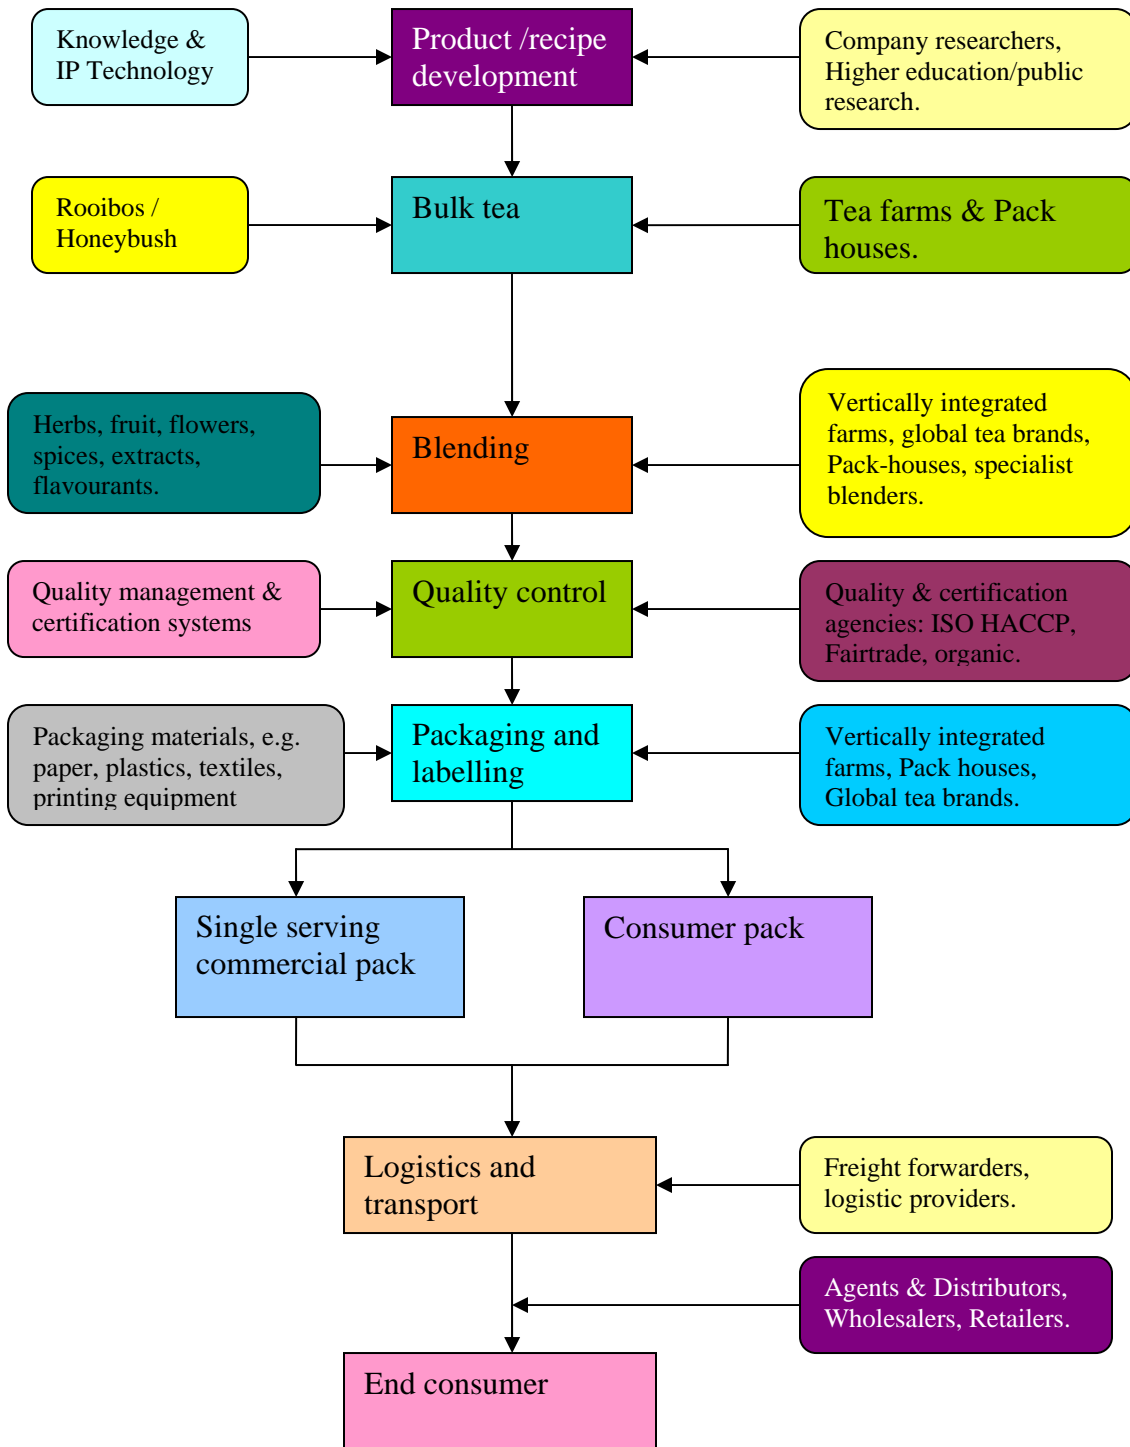 Knowledge &
IP Technology
Product /recipe
development
Company researchers,
Higher education/public
research.
Rooibos /
Honeybush
Bulk tea
Tea farms & Pack
houses.
Herbs, fruit, flowers,
spices, extracts,
flavourants.
Blending
Vertically integrated
farms, global tea brands,
Pack-houses, specialist
blenders.
Quality management &
certification systems
Quality control
Quality & certification
agencies: ISO HACCP,
Fairtrade, organic.
Packaging materials, e.g.
paper, plastics, textiles,
printing equipment
Packaging and
labelling
Vertically integrated
farms, Pack houses,
Global tea brands.
Single serving
commercial pack
Consumer pack
Logistics and
transport
Freight forwarders,
logistic providers.
Agents & Distributors,
Wholesalers, Retailers.
End consumer